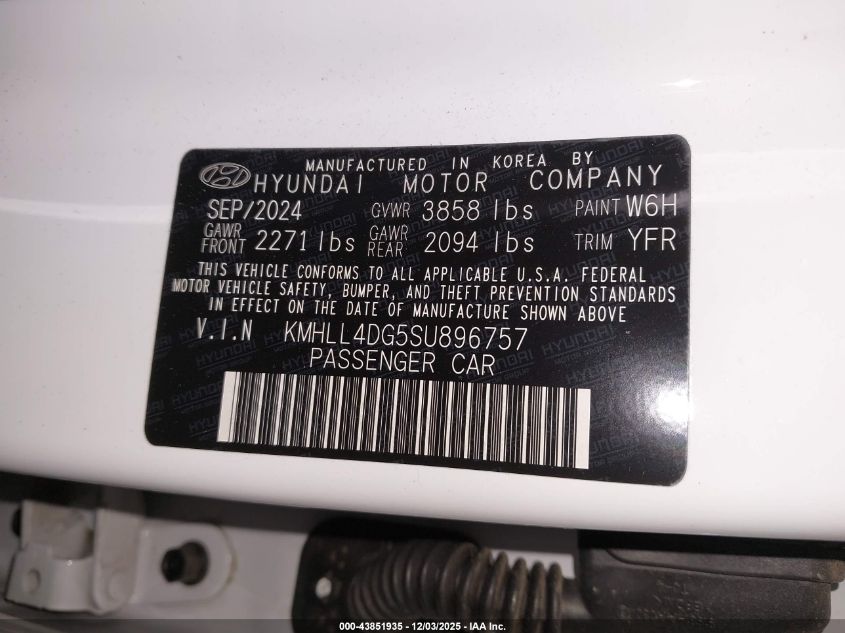 MANUFACTURED IN KOREA BY
HYUNDAI MOTOR COMPANY
SEP/2024 GVWR 3858 lbs PAINT W6H
GAWR FRONT 2271 lbs GAWR REAR 2094 lbs TRIM YFR
THIS VEHICLE CONFORMS TO ALL APPLICABLE U.S.A. FEDERAL
MOTOR VEHICLE SAFETY, BUMPER, AND THEFT PREVENTION STANDARDS
IN EFFECT ON THE DATE OF MANUFACTURE SHOWN ABOVE
V.I.N KMHLL4DG5SU896757
PASSENGER CAR
000-43851935 - 12/03/2025 - IAA Inc.